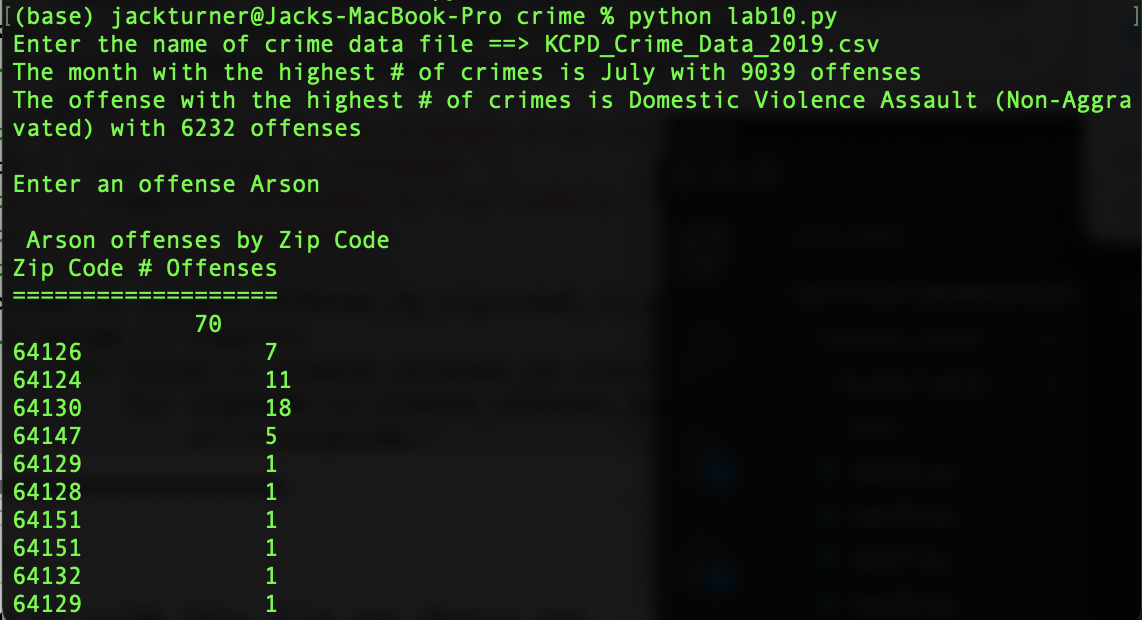 [(base) jackturner@Jacks-MacBook-Pro crime % python lab10.py ]
Enter the name of crime data file ==> KCPD_Crime_Data_2019.csv
The month with the highest # of crimes is July with 9039 offenses
The offense with the highest # of crimes is Domestic Violence Assault (Non-Aggra
vated) with 6232 offenses
Enter an offense Arson
Arson offenses by Zip Code
Zip Code # Offenses
===================
70
64126 7
64124 11
64130 18
64147 5
64129 1
64128 1
64151 1
64151 1
64132 1
64129 1